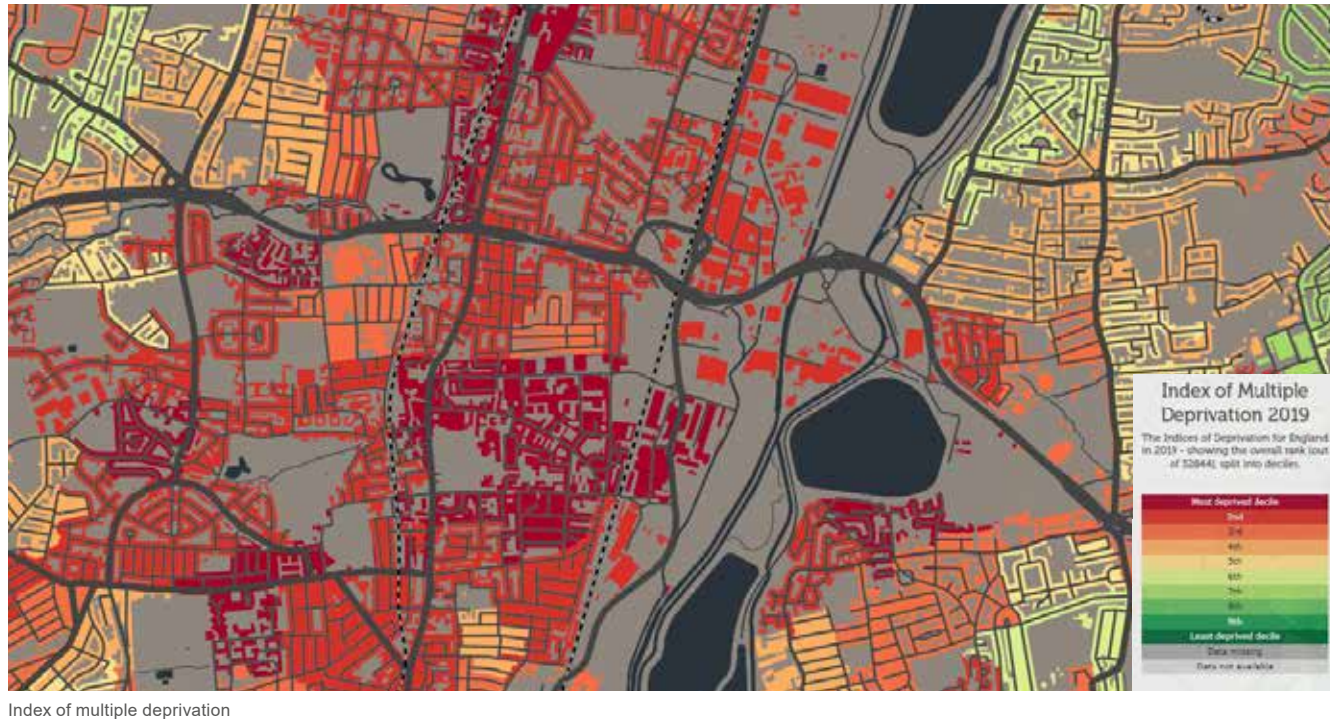 Index of Multiple
Deprivation 2019
The Indices of Deprivation for England
in 2019 - showing the overall rank (out
of 32844), split into deciles.
Most deprived decile
2nd
3rd
4th
5th
6th
7th
8th
9th
Least deprived decile
Data missing
Data not available
Index of multiple deprivation